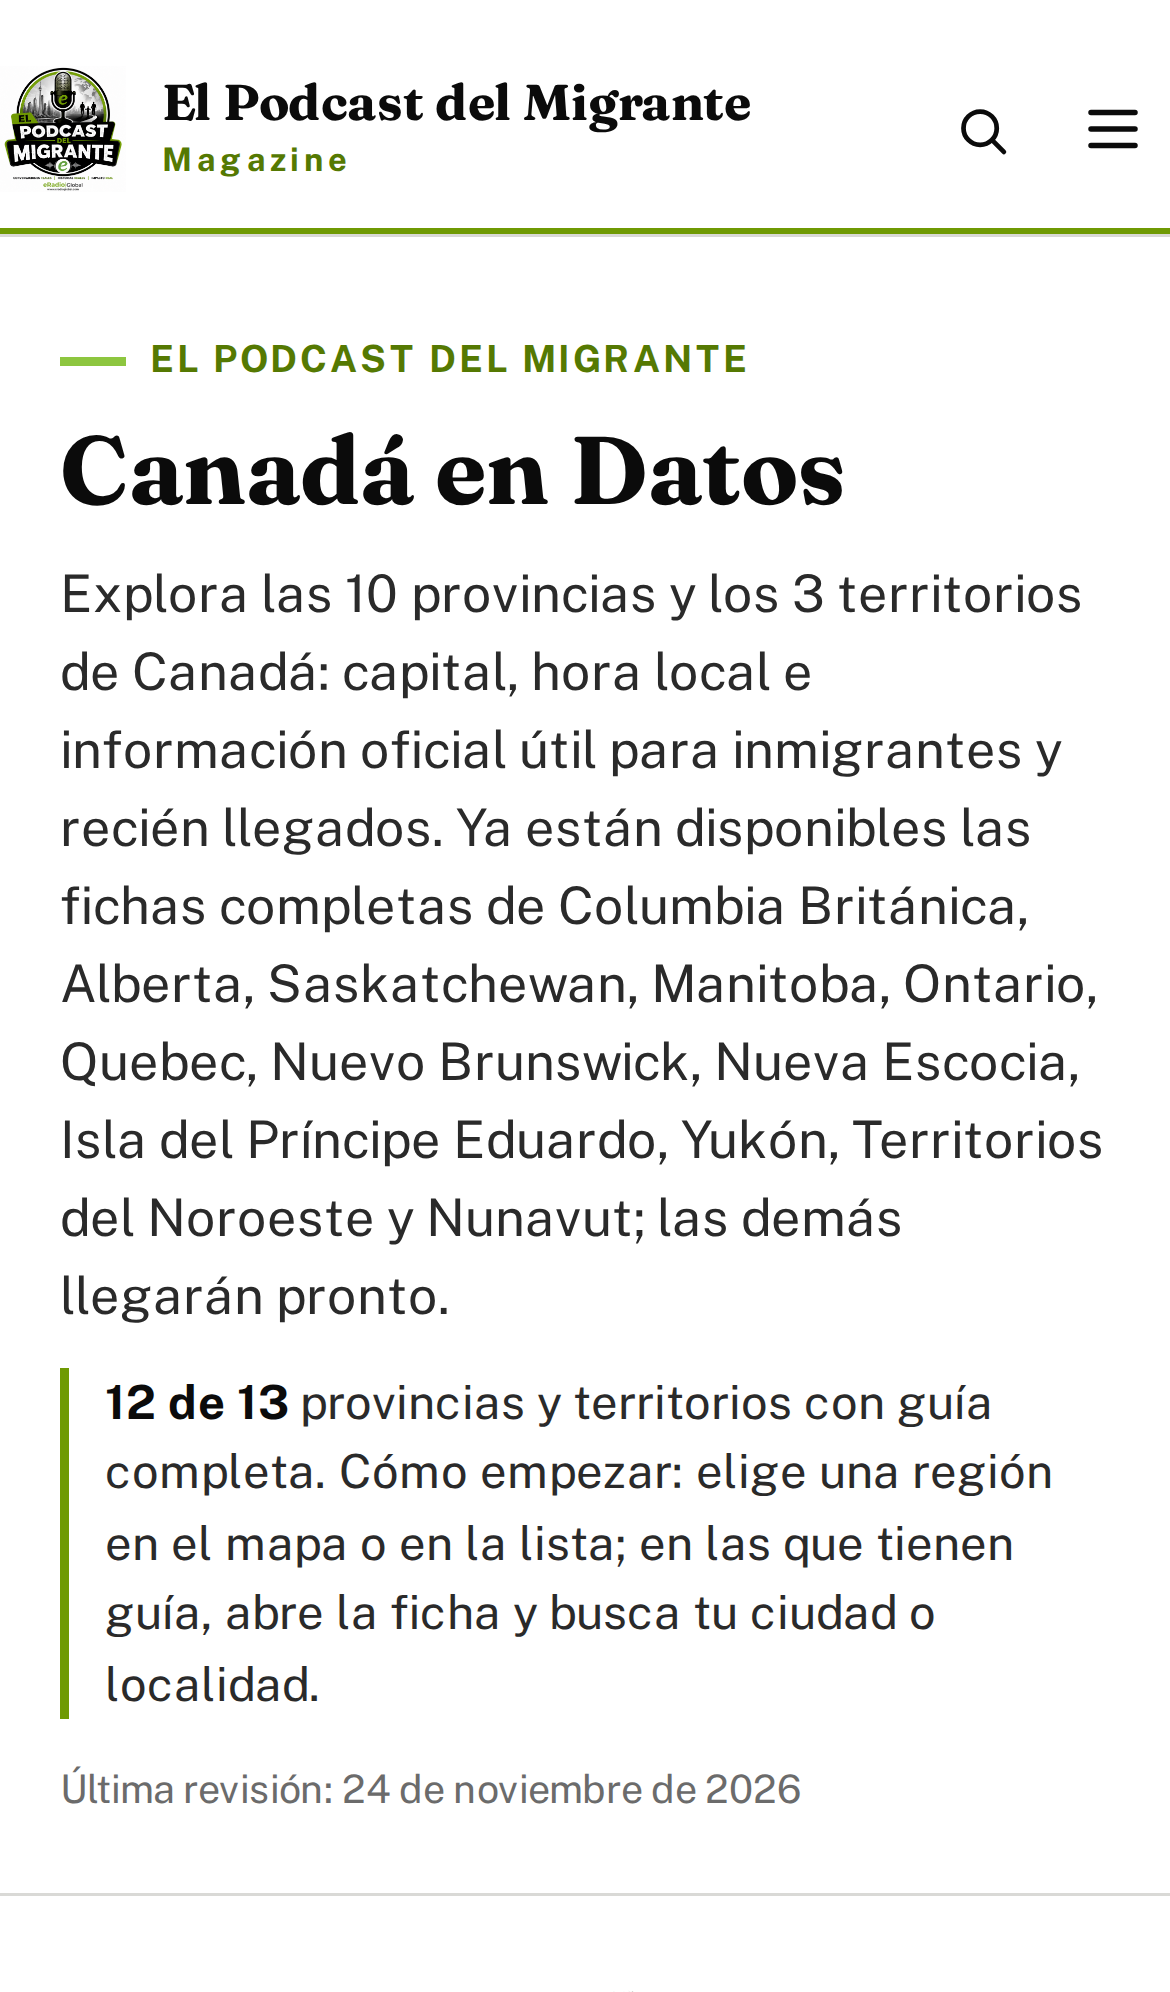 EL
PODCAST
DEL
MIGRANTE
eRadio Global
El Podcast del Migrante
Magazine
EL PODCAST DEL MIGRANTE
Canadá en Datos
Explora las 10 provincias y los 3 territorios
de Canadá: capital, hora local e
información oficial útil para inmigrantes y
recién llegados. Ya están disponibles las
fichas completas de Columbia Británica,
Alberta, Saskatchewan, Manitoba, Ontario,
Quebec, Nuevo Brunswick, Nueva Escocia,
Isla del Príncipe Eduardo, Yukón, Territorios
del Noroeste y Nunavut; las demás
llegarán pronto.
12 de 13 provincias y territorios con guía
completa. Cómo empezar: elige una región
en el mapa o en la lista; en las que tienen
guía, abre la ficha y busca tu ciudad o
localidad.
Última revisión: 24 de noviembre de 2026